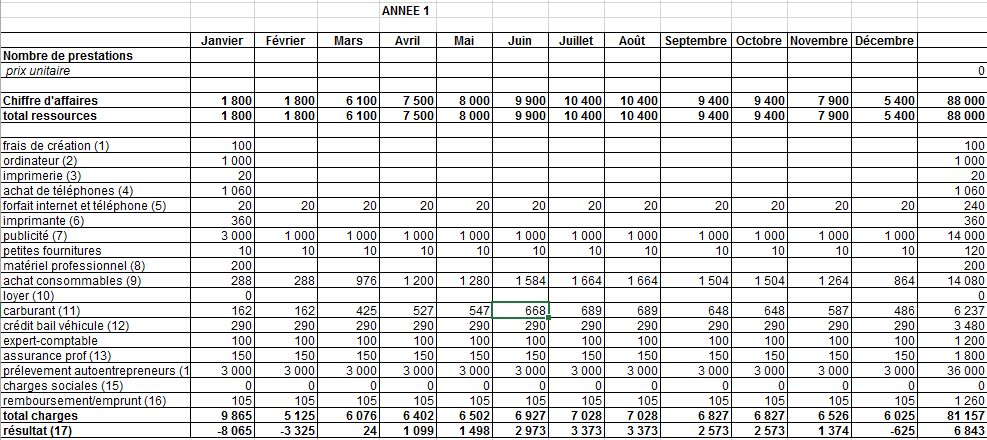 ANNEE 1
Janvier Février Mars Avril Mai Juin Juillet Août Septembre Octobre Novembre Décembre
Nombre de prestations
prix unitaire 0
Chiffre d'affaires 1 800 1 800 6 100 7 500 8 000 9 900 10 400 10 400 9 400 9 400 7 900 5 400 88 000
total ressources 1 800 1 800 6 100 7 500 8 000 9 900 10 400 10 400 9 400 9 400 7 900 5 400 88 000
frais de création (1) 100 100
ordinateur (2) 1 000 1 000
imprimerie (3) 20 20
achat de téléphones (4) 1 060 1 060
forfait internet et téléphone (5) 20 20 20 20 20 20 20 20 20 20 20 20 240
imprimante (6) 360 360
publicité (7) 3 000 1 000 1 000 1 000 1 000 1 000 1 000 1 000 1 000 1 000 1 000 1 000 14 000
petites fournitures 10 10 10 10 10 10 10 10 10 10 10 10 120
matériel professionnel (8) 200 200
achat consommables (9) 288 288 976 1 200 1 280 1 584 1 664 1 664 1 504 1 504 1 264 864 14 080
loyer (10) 0 0
carburant (11) 162 162 425 527 547 668 689 689 648 648 587 486 6 237
crédit bail véhicule (12) 290 290 290 290 290 290 290 290 290 290 290 290 3 480
expert-comptable 100 100 100 100 100 100 100 100 100 100 100 100 1 200
assurance prof (13) 150 150 150 150 150 150 150 150 150 150 150 150 1 800
prélevement autoentrepreneurs (1 3 000 3 000 3 000 3 000 3 000 3 000 3 000 3 000 3 000 3 000 3 000 3 000 36 000
charges sociales (15) 0 0 0 0 0 0 0 0 0 0 0 0 0
remboursement/emprunt (16) 105 105 105 105 105 105 105 105 105 105 105 105 1 260
total charges 9 865 5 125 6 076 6 402 6 502 6 927 7 028 7 028 6 827 6 827 6 526 6 025 81 157
résultat (17) -8 065 -3 325 24 1 099 1 498 2 973 3 373 3 373 2 573 2 573 1 374 -625 6 843